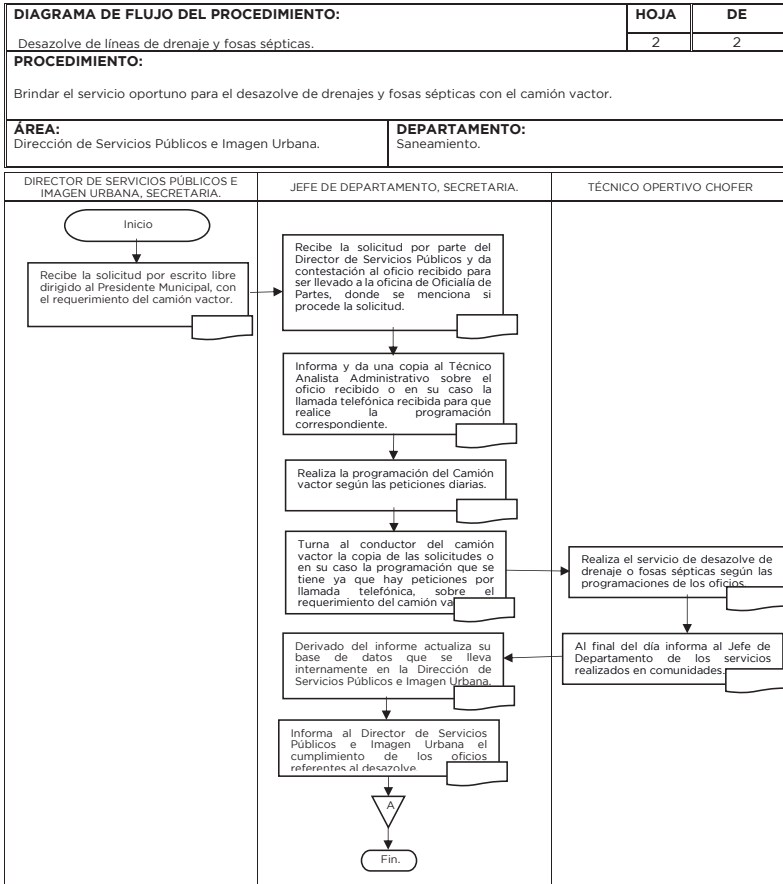 DIAGRAMA DE FLUJO DEL PROCEDIMIENTO:
HOJA
DE
Desazolve de líneas de drenaje y fosas sépticas.
2
2
PROCEDIMIENTO:
Brindar el servicio oportuno para el desazolve de drenajes y fosas sépticas con el camión vactor.
ÁREA:
Dirección de Servicios Públicos e Imagen Urbana.
DEPARTAMENTO:
Saneamiento.
DIRECTOR DE SERVICIOS PÚBLICOS E
IMAGEN URBANA, SECRETARIA.
JEFE DE DEPARTAMENTO, SECRETARIA.
TÉCNICO OPERTIVO CHOFER
Inicio
Recibe la solicitud por escrito libre
dirigido al Presidente Municipal, con
el requerimiento del camión vactor.
Recibe la solicitud por parte del
Director de Servicios Públicos y da
contestación al oficio recibido para
ser llevado a la oficina de Oficialía de
Partes, donde se menciona si
procede la solicitud.
Informa y da una copia al Técnico
Analista Administrativo sobre el
oficio recibido o en su caso la
llamada telefónica recibida para que
realice la programación
correspondiente.
Realiza la programación del Camión
vactor según las peticiones diarias.
Turna al conductor del camión
vactor la copia de las solicitudes o
en su caso la programación que se
tiene ya que hay peticiones por
llamada telefónica, sobre el
requerimiento del camión va
Realiza el servicio de desazolve de
drenaje o fosas sépticas según las
programaciones de los oficios.
Al final del día informa al Jefe de
Departamento de los servicios
realizados en comunidades.
Derivado del informe actualiza su
base de datos que se lleva
internamente en la Dirección de
Servicios Públicos e Imagen Urbana.
Informa al Director de Servicios
Públicos e Imagen Urbana el
cumplimiento de los oficios
referentes al desazolve.
A
Fin.